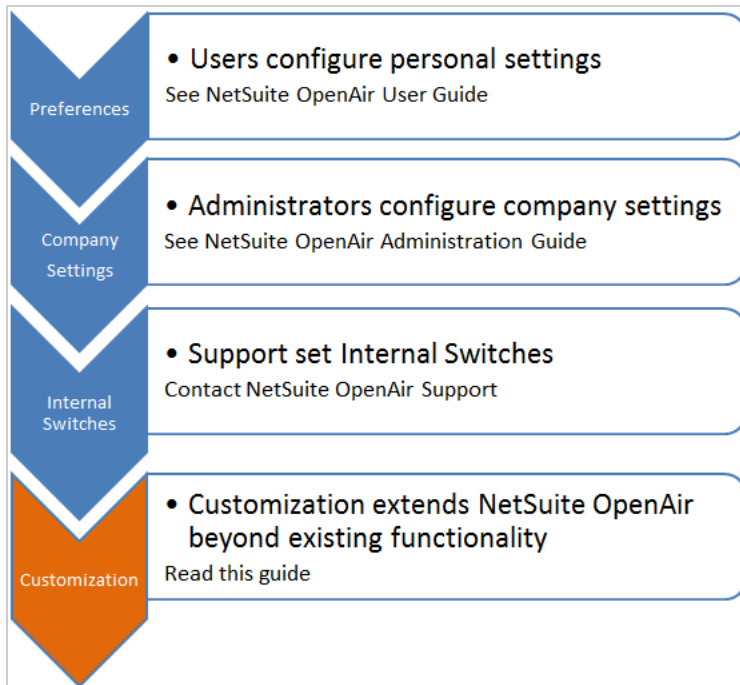 Preferences
• Users configure personal settings
See NetSuite OpenAir User Guide
Company
Settings
• Administrators configure company settings
See NetSuite OpenAir Administration Guide
Internal
Switches
• Support set Internal Switches
Contact NetSuite OpenAir Support
Customization
• Customization extends NetSuite OpenAir
beyond existing functionality
Read this guide